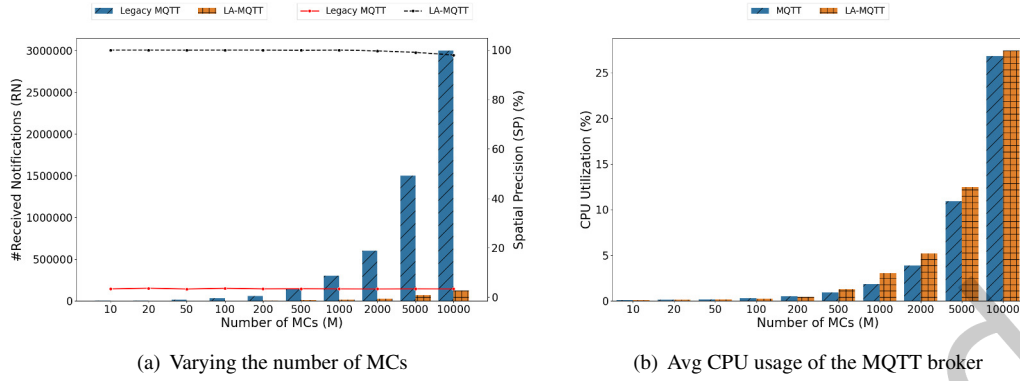 Legacy MQTT LA-MQTT Legacy MQTT LA-MQTT
#Received Notifications (RN)
3000000
2500000
2000000
1500000
1000000
500000
0
10 20 50 100 200 500 1000 2000 5000 10000
Number of MCs (M)
100
80
60
40
20
0
Spatial Precision (SP) (%)
(a) Varying the number of MCs
MQTT LA-MQTT
CPU Utilization (%)
25
20
15
10
5
0
10 20 50 100 200 500 1000 2000 5000 10000
Number of MCs (M)
(b) Avg CPU usage of the MQTT broker